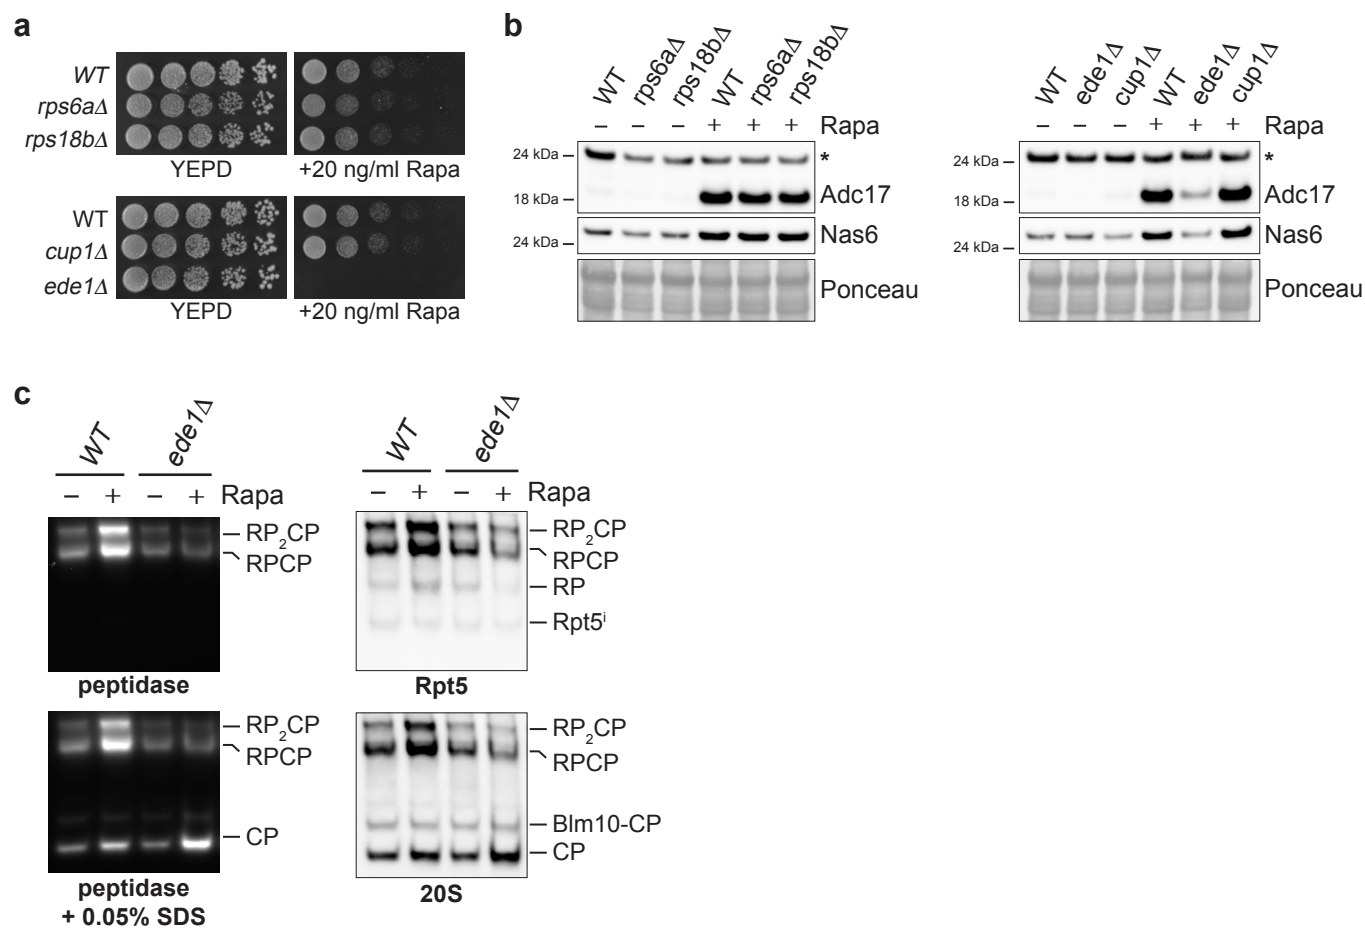 a
WT
rps6aΔ
rps18bΔ
YEPD
+20 ng/ml Rapa
WT
cup1Δ
ede1Δ
YEPD
+20 ng/ml Rapa
b
WT rps6aΔ rps18bΔ WT rps6aΔ rps18bΔ
– – – + + + Rapa
24 kDa
*
18 kDa
Adc17
24 kDa
Nas6
Ponceau
WT ede1Δ cup1Δ WT ede1Δ cup1Δ
– – – + + + Rapa
24 kDa
*
18 kDa
Adc17
24 kDa
Nas6
Ponceau
c
WT ede1Δ
– + – + Rapa
RP₂CP
RPCP
peptidase
RP₂CP
RPCP
CP
peptidase
+ 0.05% SDS
WT ede1Δ
– + – + Rapa
RP₂CP
RPCP
RP
Rpt5ⁱ
Rpt5
RP₂CP
RPCP
Blm10-CP
CP
20S